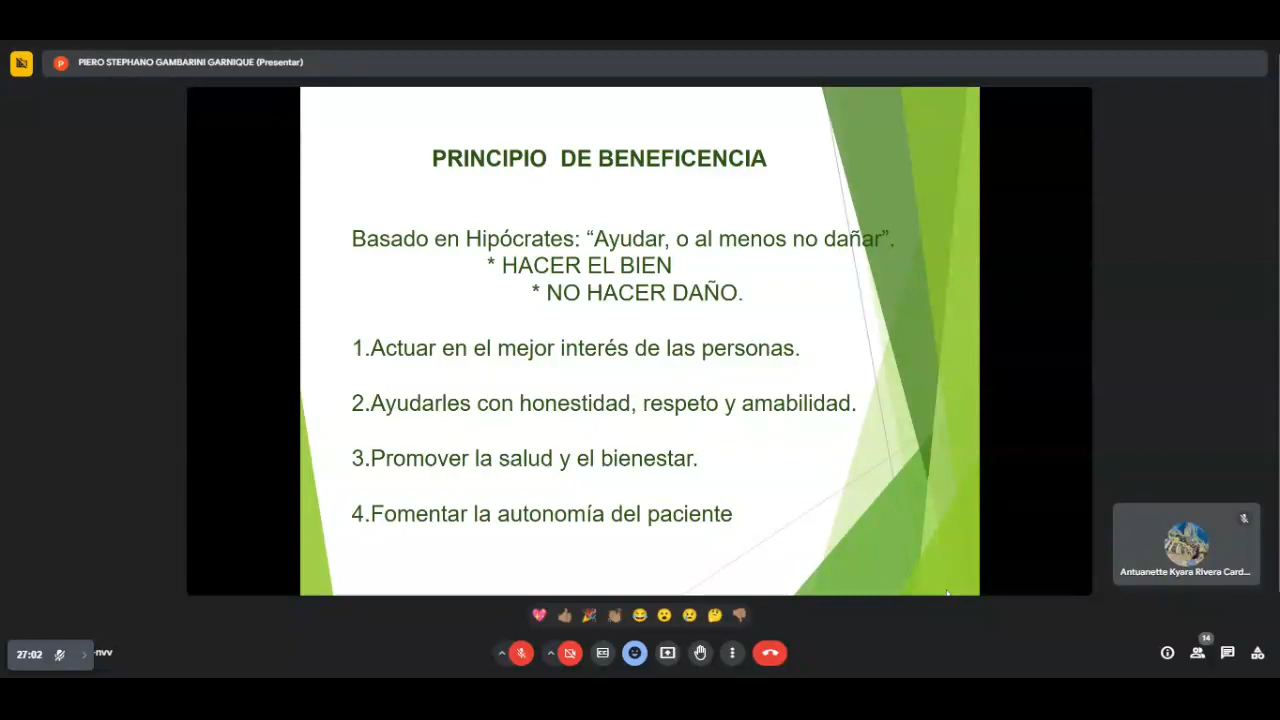 PIERO STEPHANO GAMBARINI GARNIQUE (Presentar)
P
PRINCIPIO DE BENEFICENCIA
Basado en Hipócrates: “Ayudar, o al menos no dañar”.
* HACER EL BIEN
* NO HACER DAÑO.
1.Actuar en el mejor interés de las personas.
2.Ayudarles con honestidad, respeto y amabilidad.
3.Promover la salud y el bienestar.
4.Fomentar la autonomía del paciente
Antuanette Kyara Rivera Card...
27:02
-nvv
14